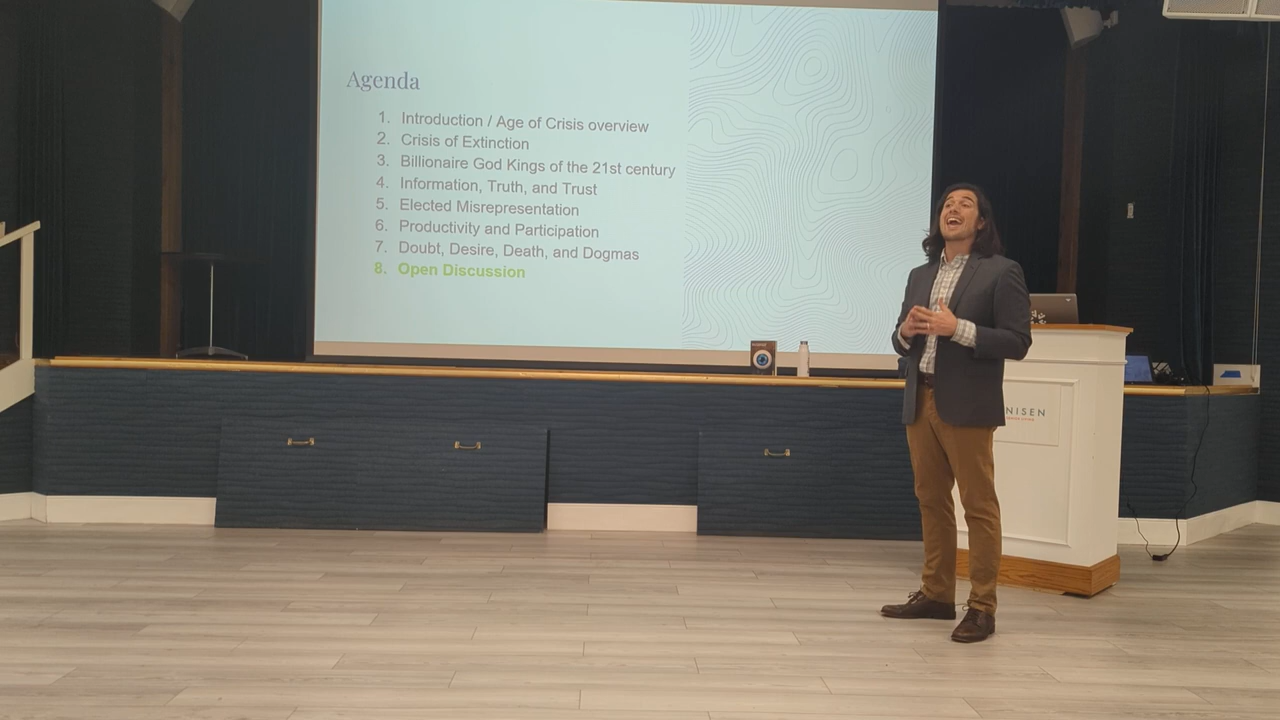 Agenda
1. Introduction / Age of Crisis overview
2. Crisis of Extinction
3. Billionaire God Kings of the 21st century
4. Information, Truth, and Trust
5. Elected Misrepresentation
6. Productivity and Participation
7. Doubt, Desire, Death, and Dogmas
8. Open Discussion
NISEN